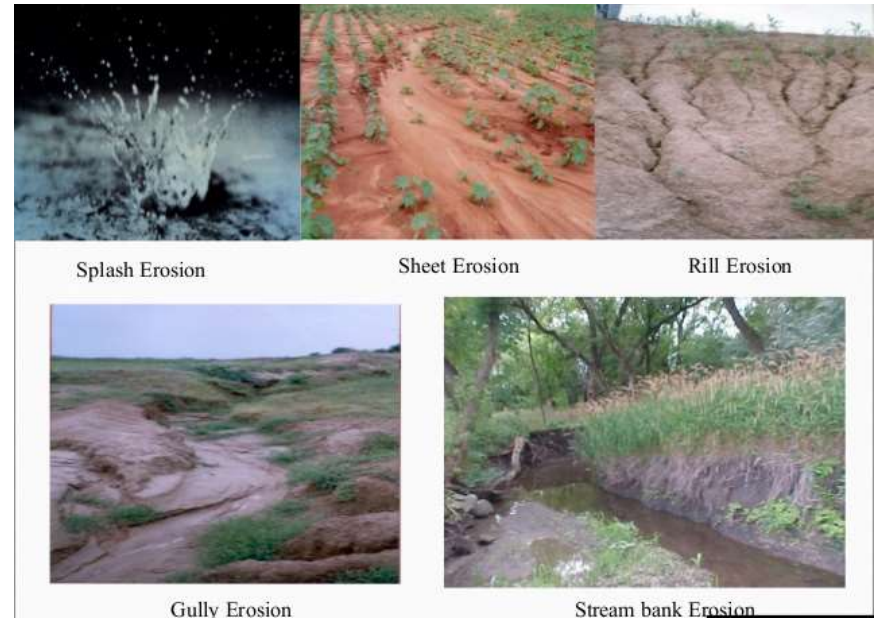 Splash Erosion
Sheet Erosion
Rill Erosion
Gully Erosion
Stream bank Erosion